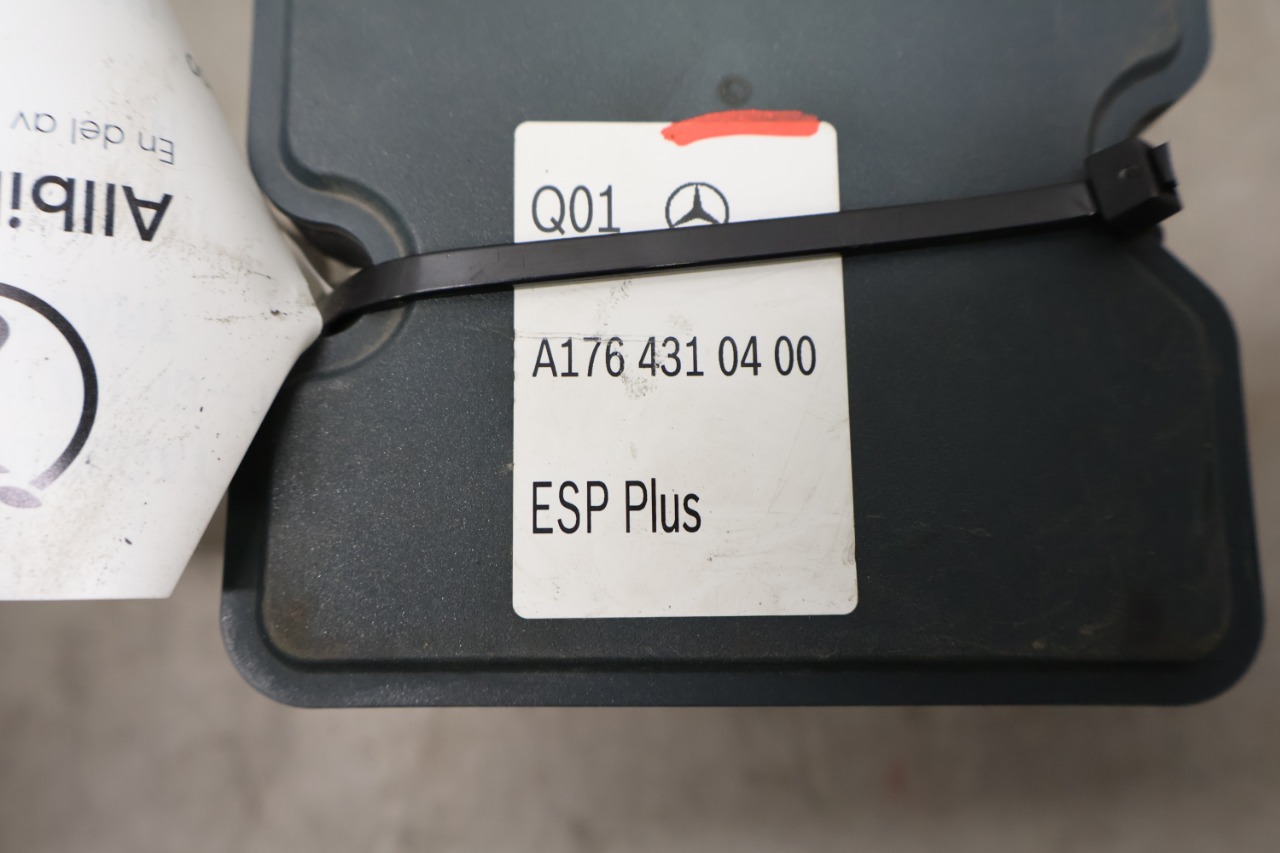 Q01
A176 431 04 00
ESP Plus
En del av